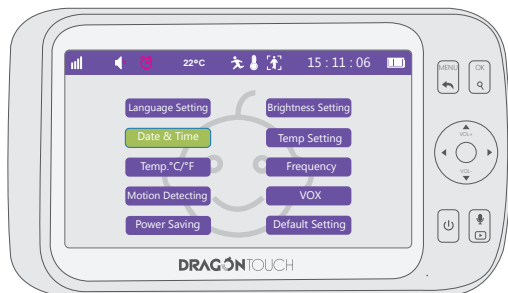 22°C 15 : 11 : 06
MENU
OK
Language Setting
Brightness Setting
Date & Time
Temp Setting
Temp.°C/°F
Frequency
Motion Detecting
VOX
Power Saving
Default Setting
VOL+
VOL-
DRAGONTOUCH